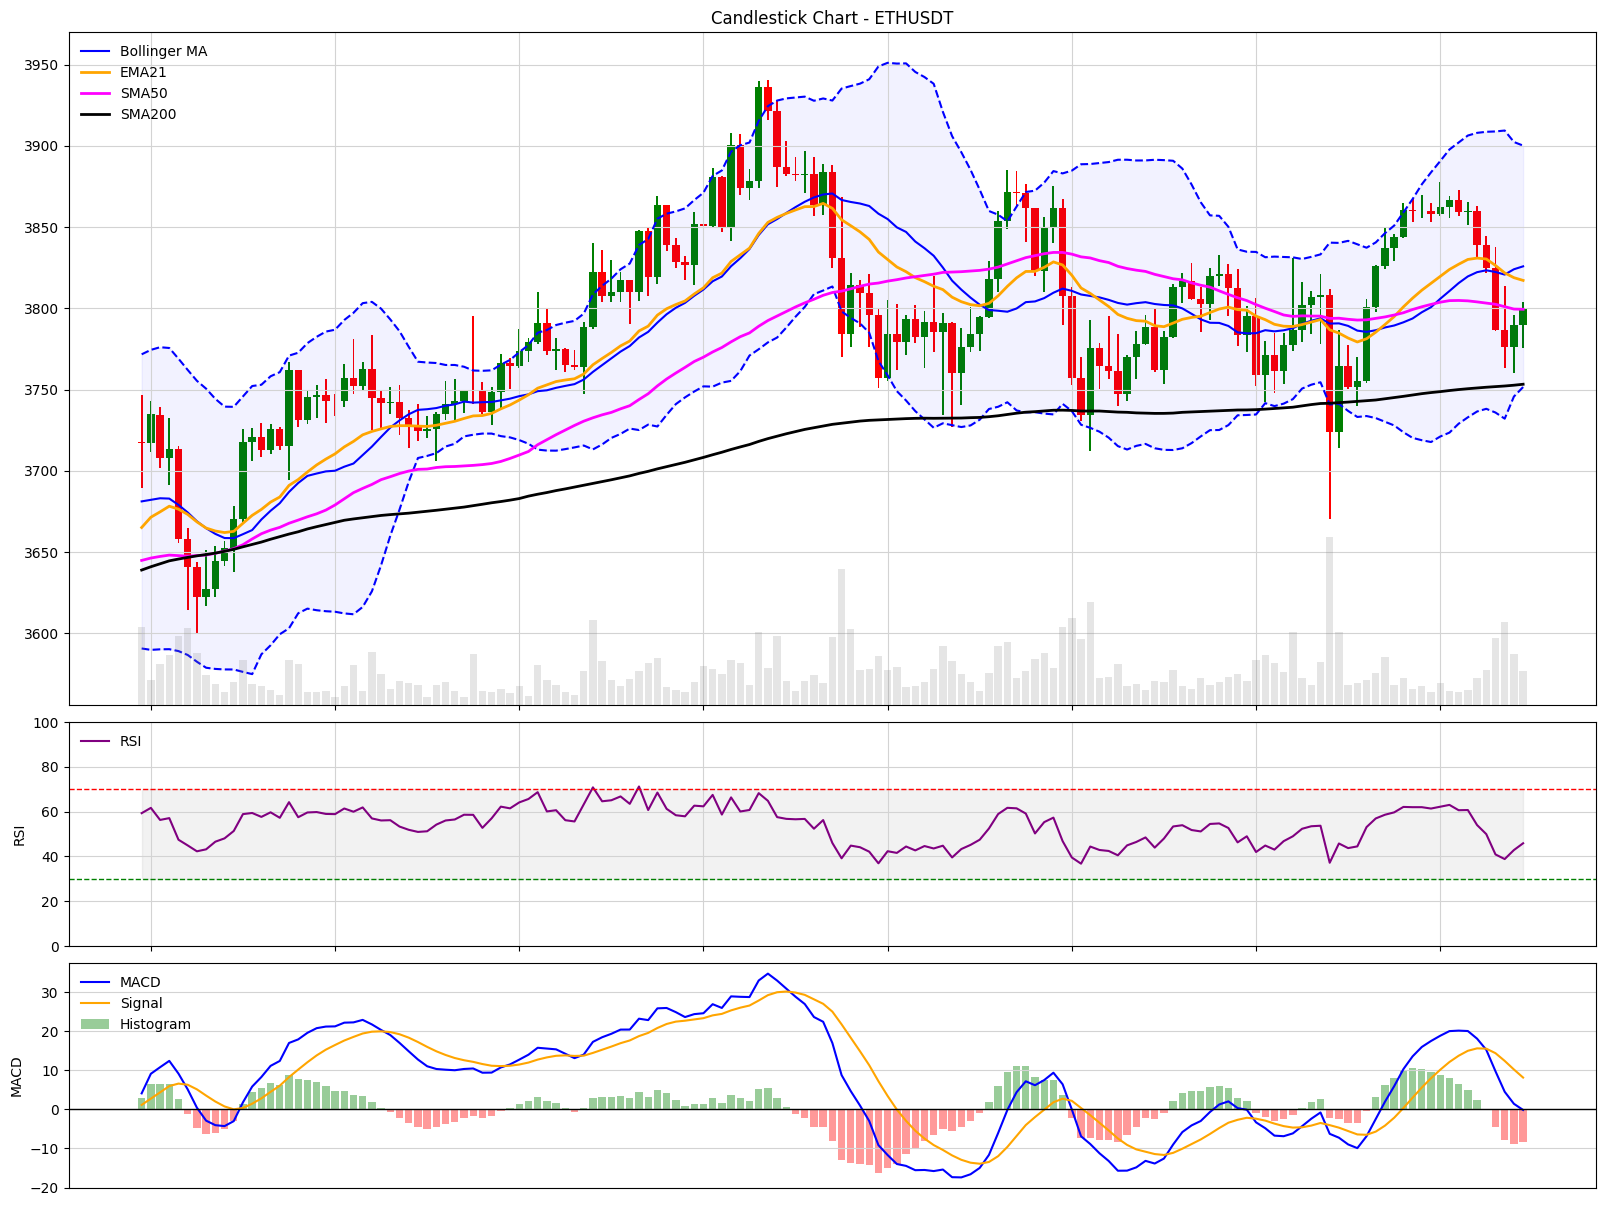 Candlestick Chart - ETHUSDT
Bollinger MA
EMA21
SMA50
SMA200
3950
3900
3850
3800
3750
3700
3650
3600
RSI
100
80
60
40
20
0
RSI
MACD
Signal
Histogram
30
20
10
0
−10
−20
MACD